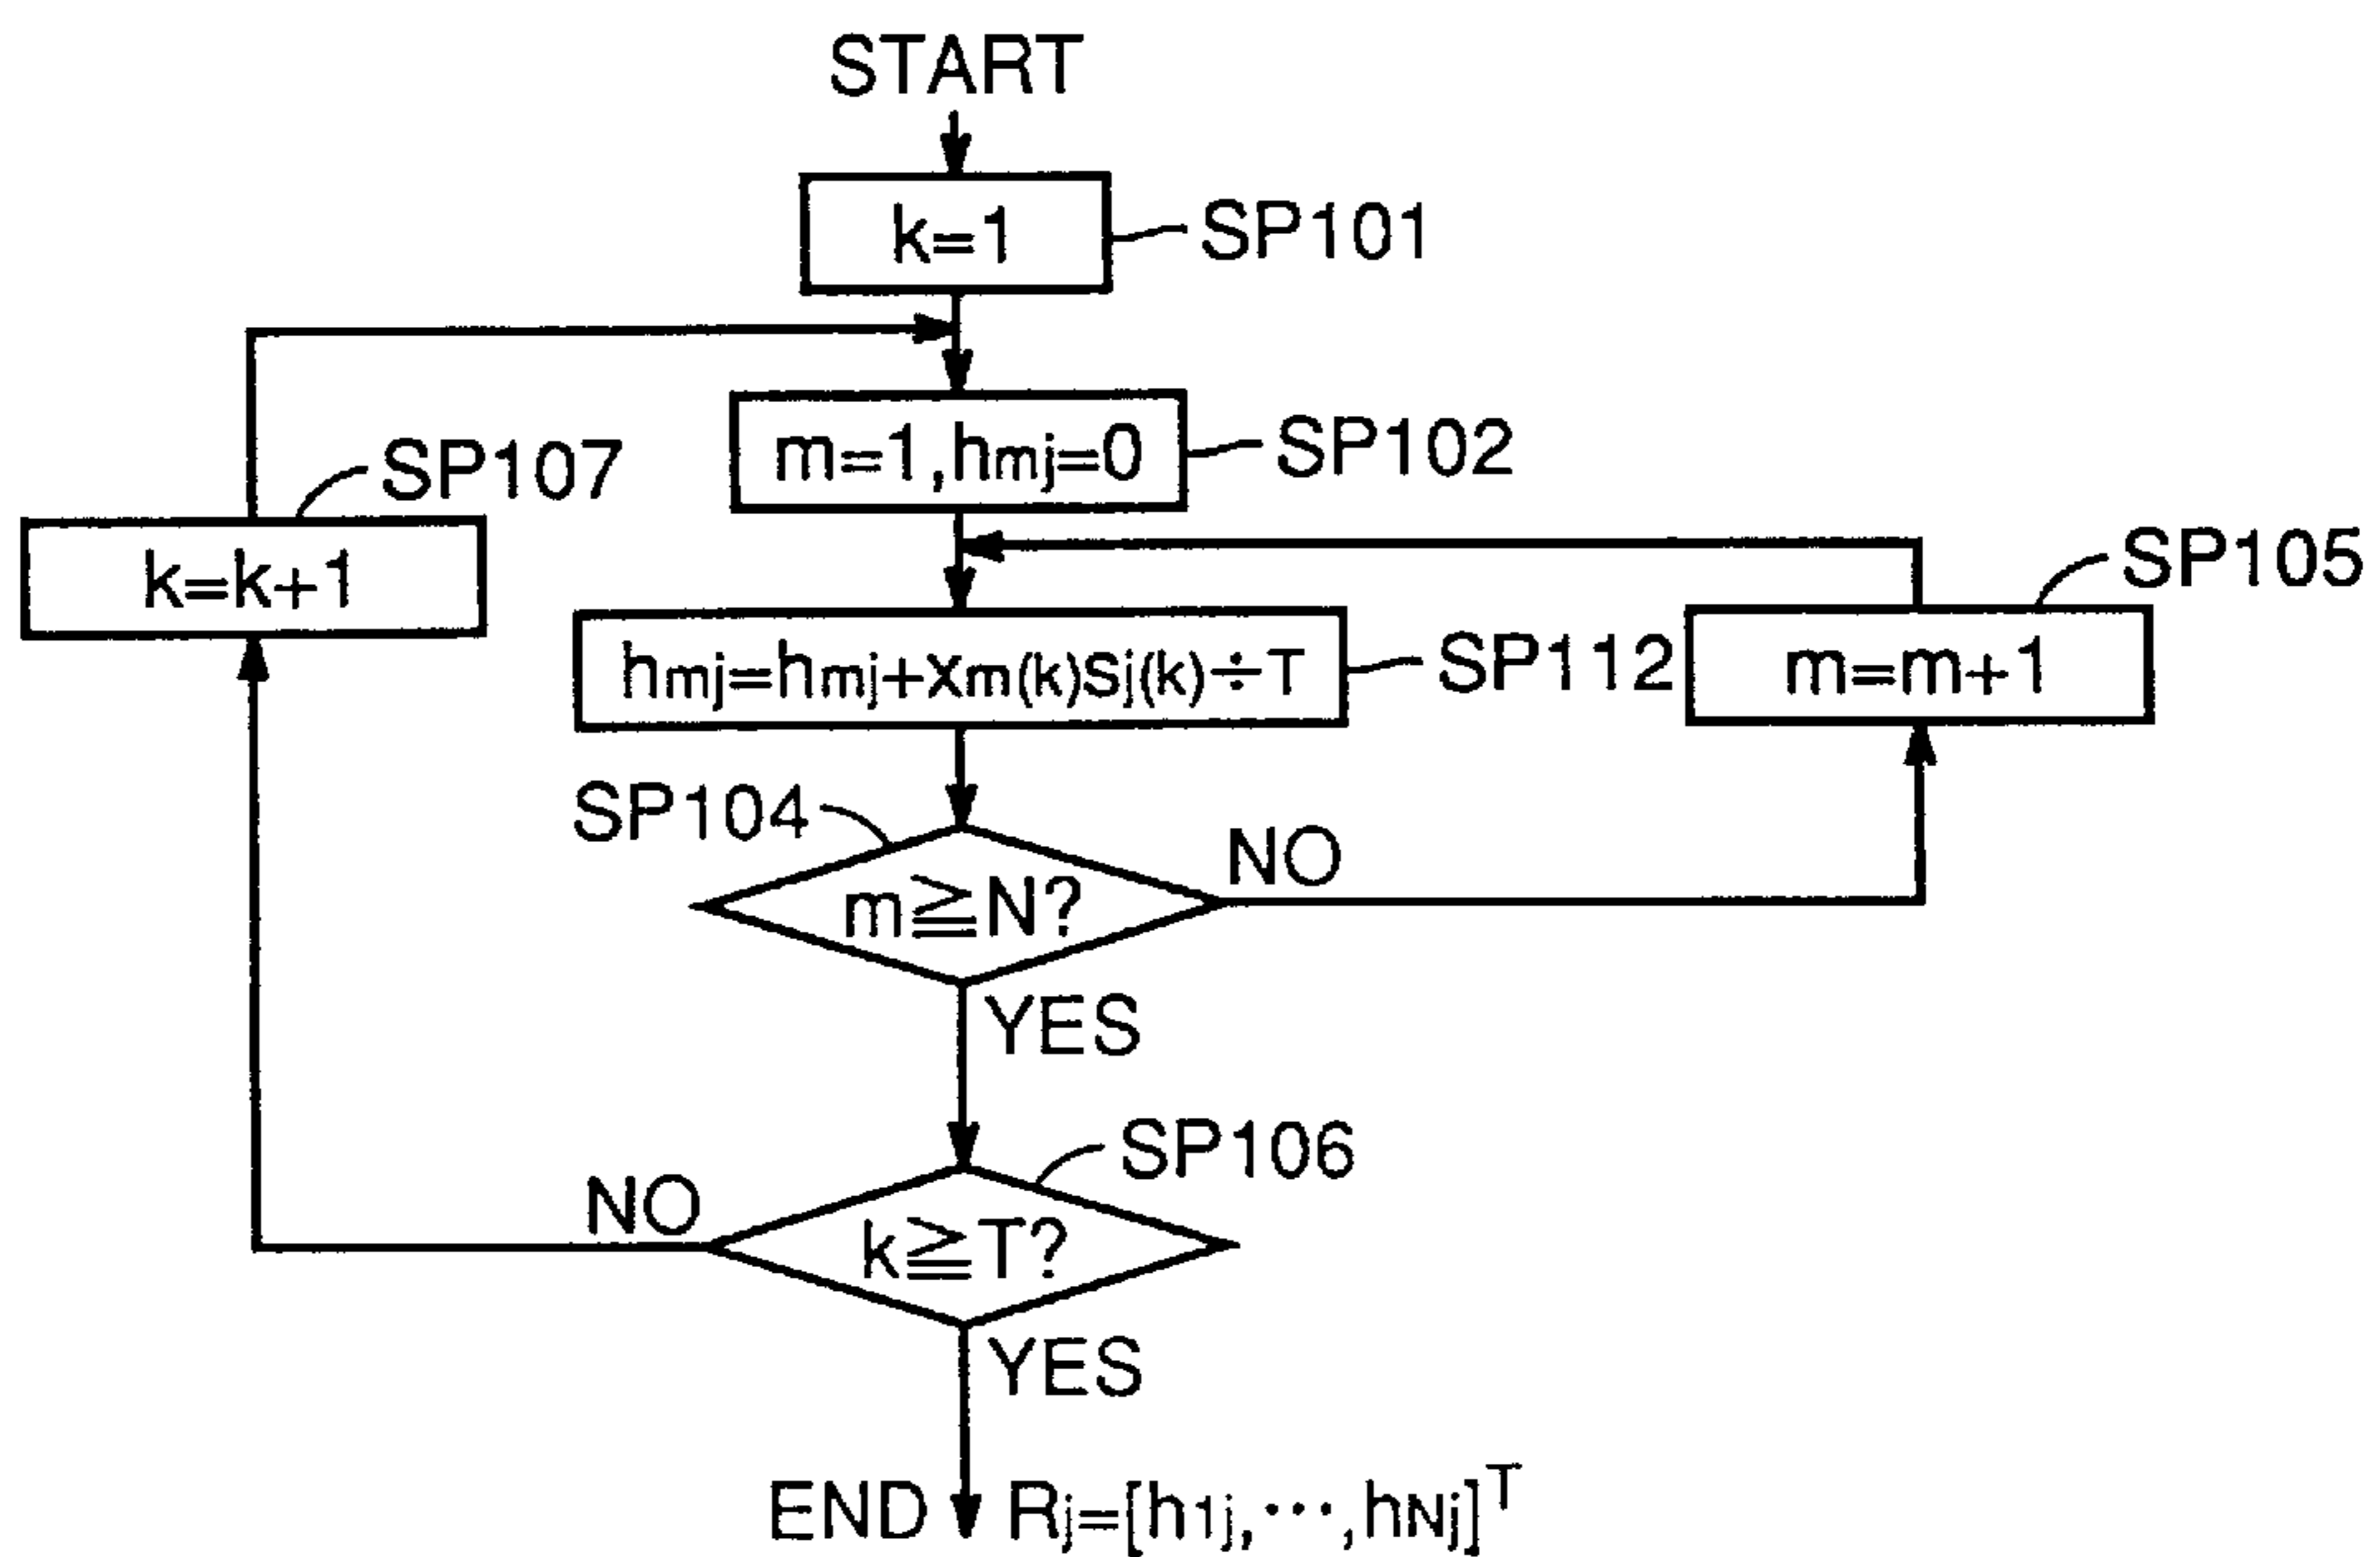 START
k=1
SP101
m=1,hmj=0
SP102
SP107
k=k+1
SP105
m=m+1
hmj=hmj+xm(k)Sj(k)÷T
SP112
SP104
m≧N?
NO
YES
SP106
k≧T?
NO
YES
END
Rj=[h1j,···,hNj]T